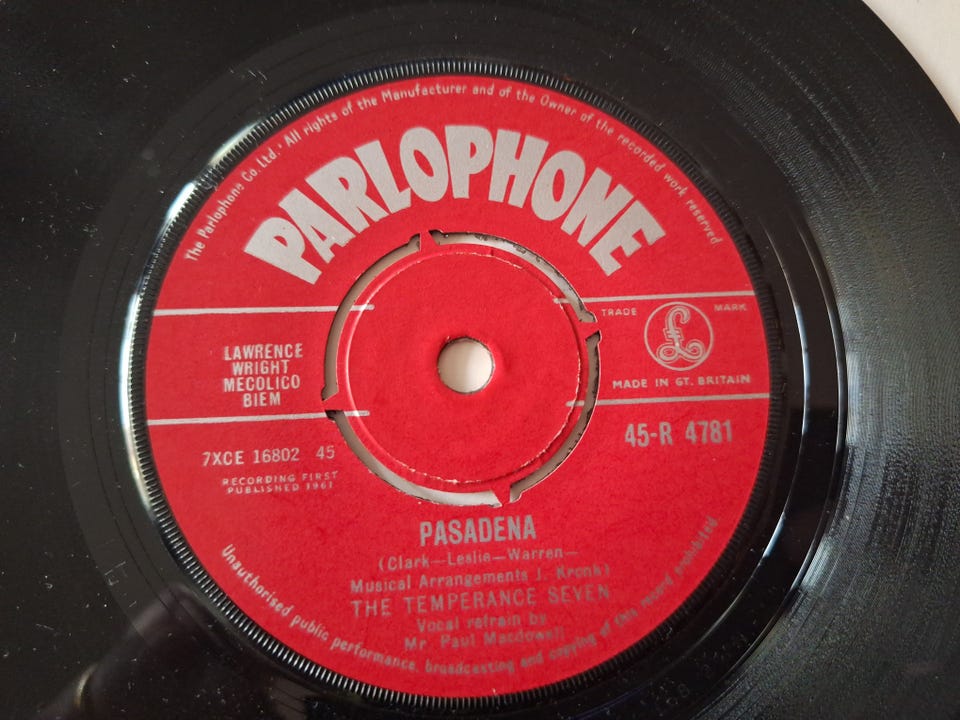 The Parlophone Co. Ltd. · All rights of the Manufacturer and of the Owner of the recorded work reserved
PARLOPHONE
LAWRENCE
WRIGHT
MECOLICO
BIEM
TRADE MARK
£
MADE IN GT. BRITAIN
7XCE 16802 45
45-R 4781
RECORDING FIRST
PUBLISHED 1961
PASADENA
(Clark—Leslie—Warren—
Musical Arrangements J. Kronk)
THE TEMPERANCE SEVEN
Vocal refrain by
Mr. Paul Macdowell
Unauthorised public performance, broadcasting and copying of this record prohibited